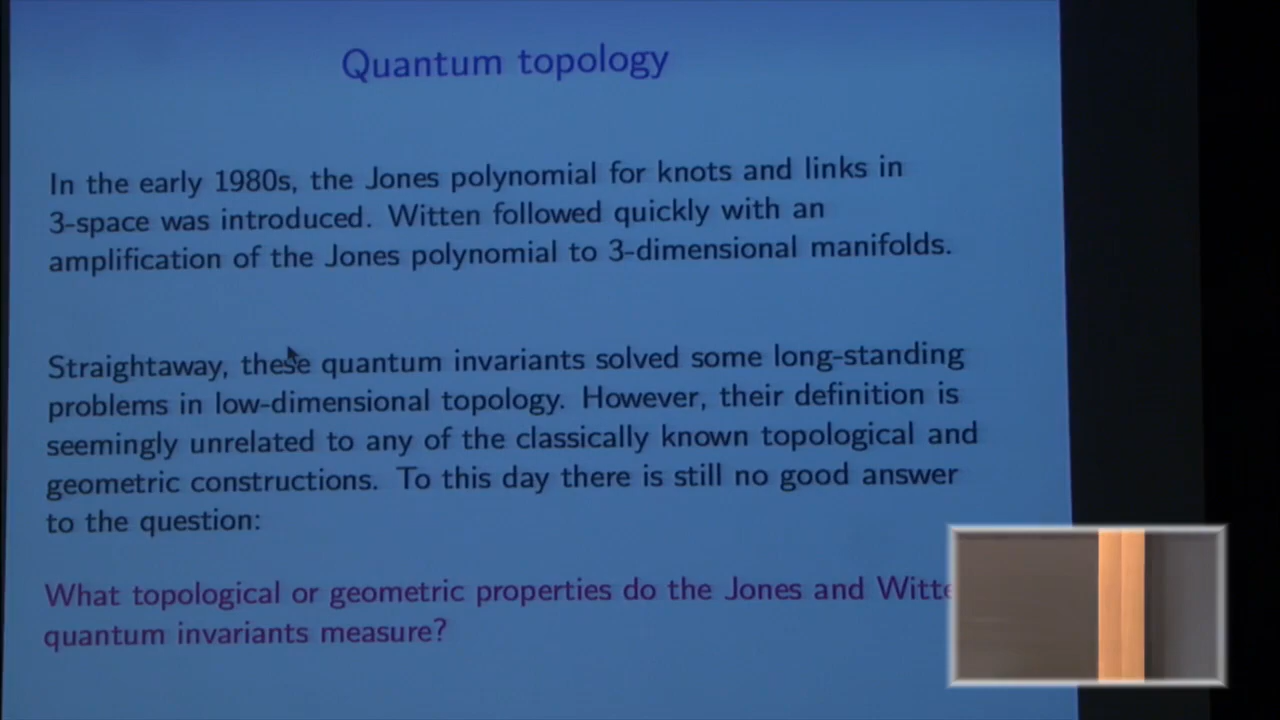 Quantum topology
In the early 1980s, the Jones polynomial for knots and links in
3-space was introduced. Witten followed quickly with an
amplification of the Jones polynomial to 3-dimensional manifolds.
Straightaway, these quantum invariants solved some long-standing
problems in low-dimensional topology. However, their definition is
seemingly unrelated to any of the classically known topological and
geometric constructions. To this day there is still no good answer
to the question:
What topological or geometric properties do the Jones and
quantum invariants measure?